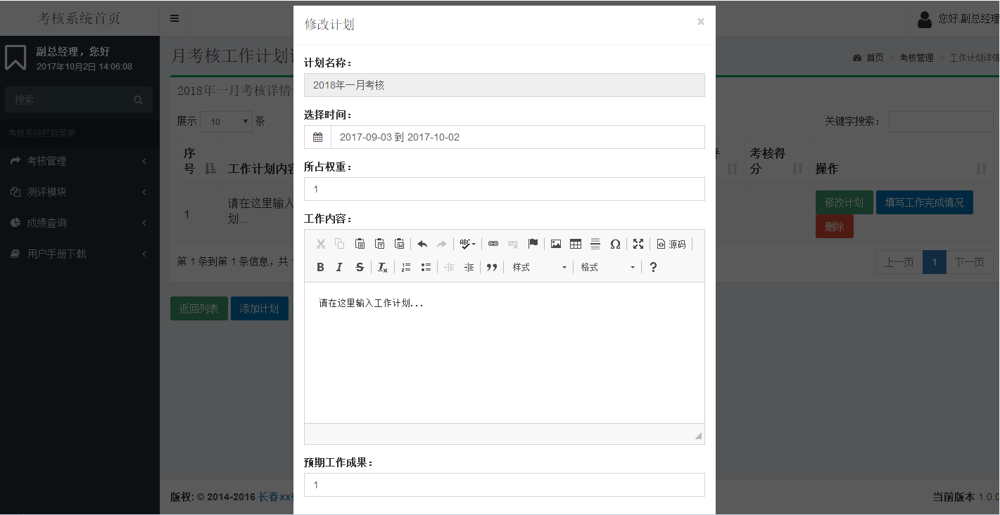 考核系统首页
您好,副总经理
副总经理，您好
2017年10月2日 14:06:08
搜索...
考核系统栏目菜单
考核管理
测评模块
成绩查询
用户手册下载
月考核工作计划
首页 > 考核管理 > 工作计划详情
2018年一月考核详情
展示 10 条
关键字搜索：
序号 工作计划内容 考核得分 操作
1 请在这里输入 划... 修改计划 填写工作完成情况
删除
第 1 条到第 1 条信息，共
上一页 1 下一页
返回列表 添加计划
版权: © 2014-2016 长春xx
当前版本 1.0.0
修改计划
×
计划名称：
2018年一月考核
选择时间：
2017-09-03 到 2017-10-02
所占权重：
1
工作内容：
ABC Ω 源码
B I S Tx 样式 格式 ?
请在这里输入工作计划...
预期工作成果：
1